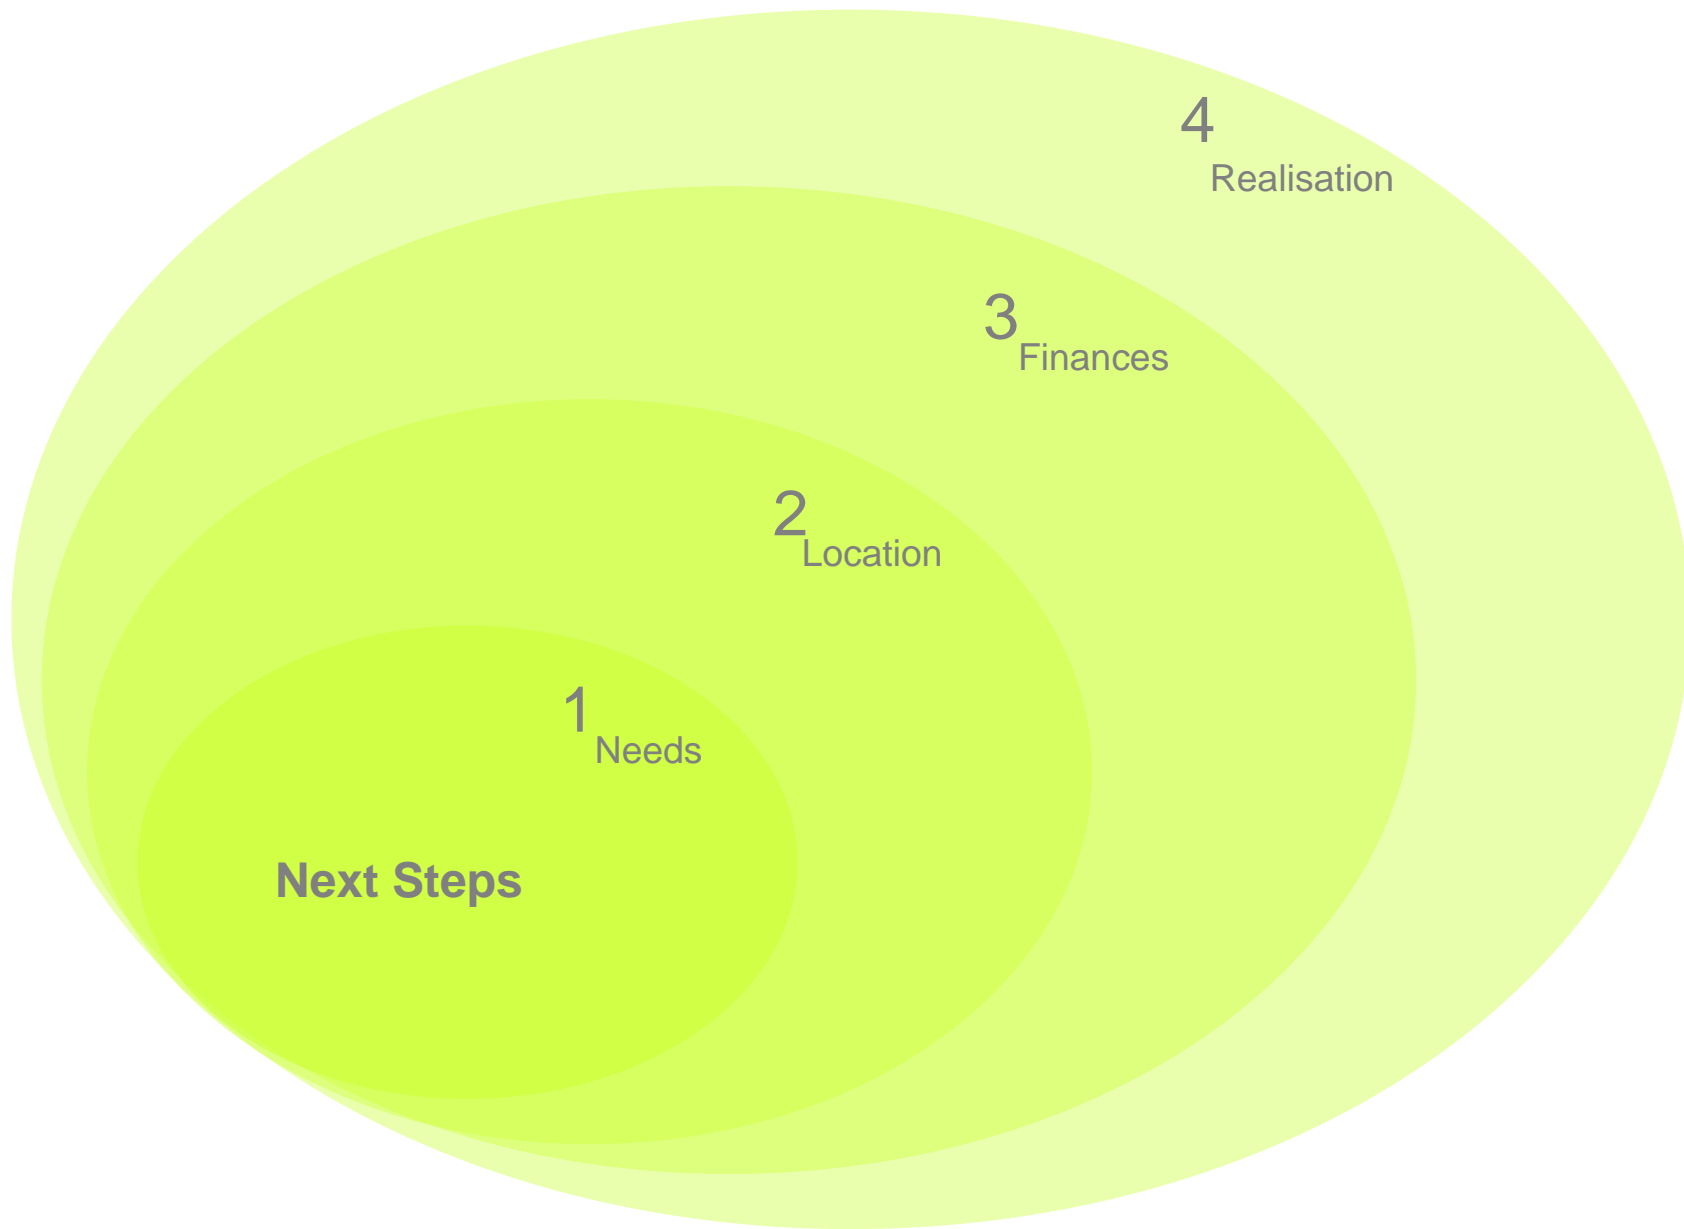 4
Realisation
3
Finances
2
Location
1
Needs
Next Steps